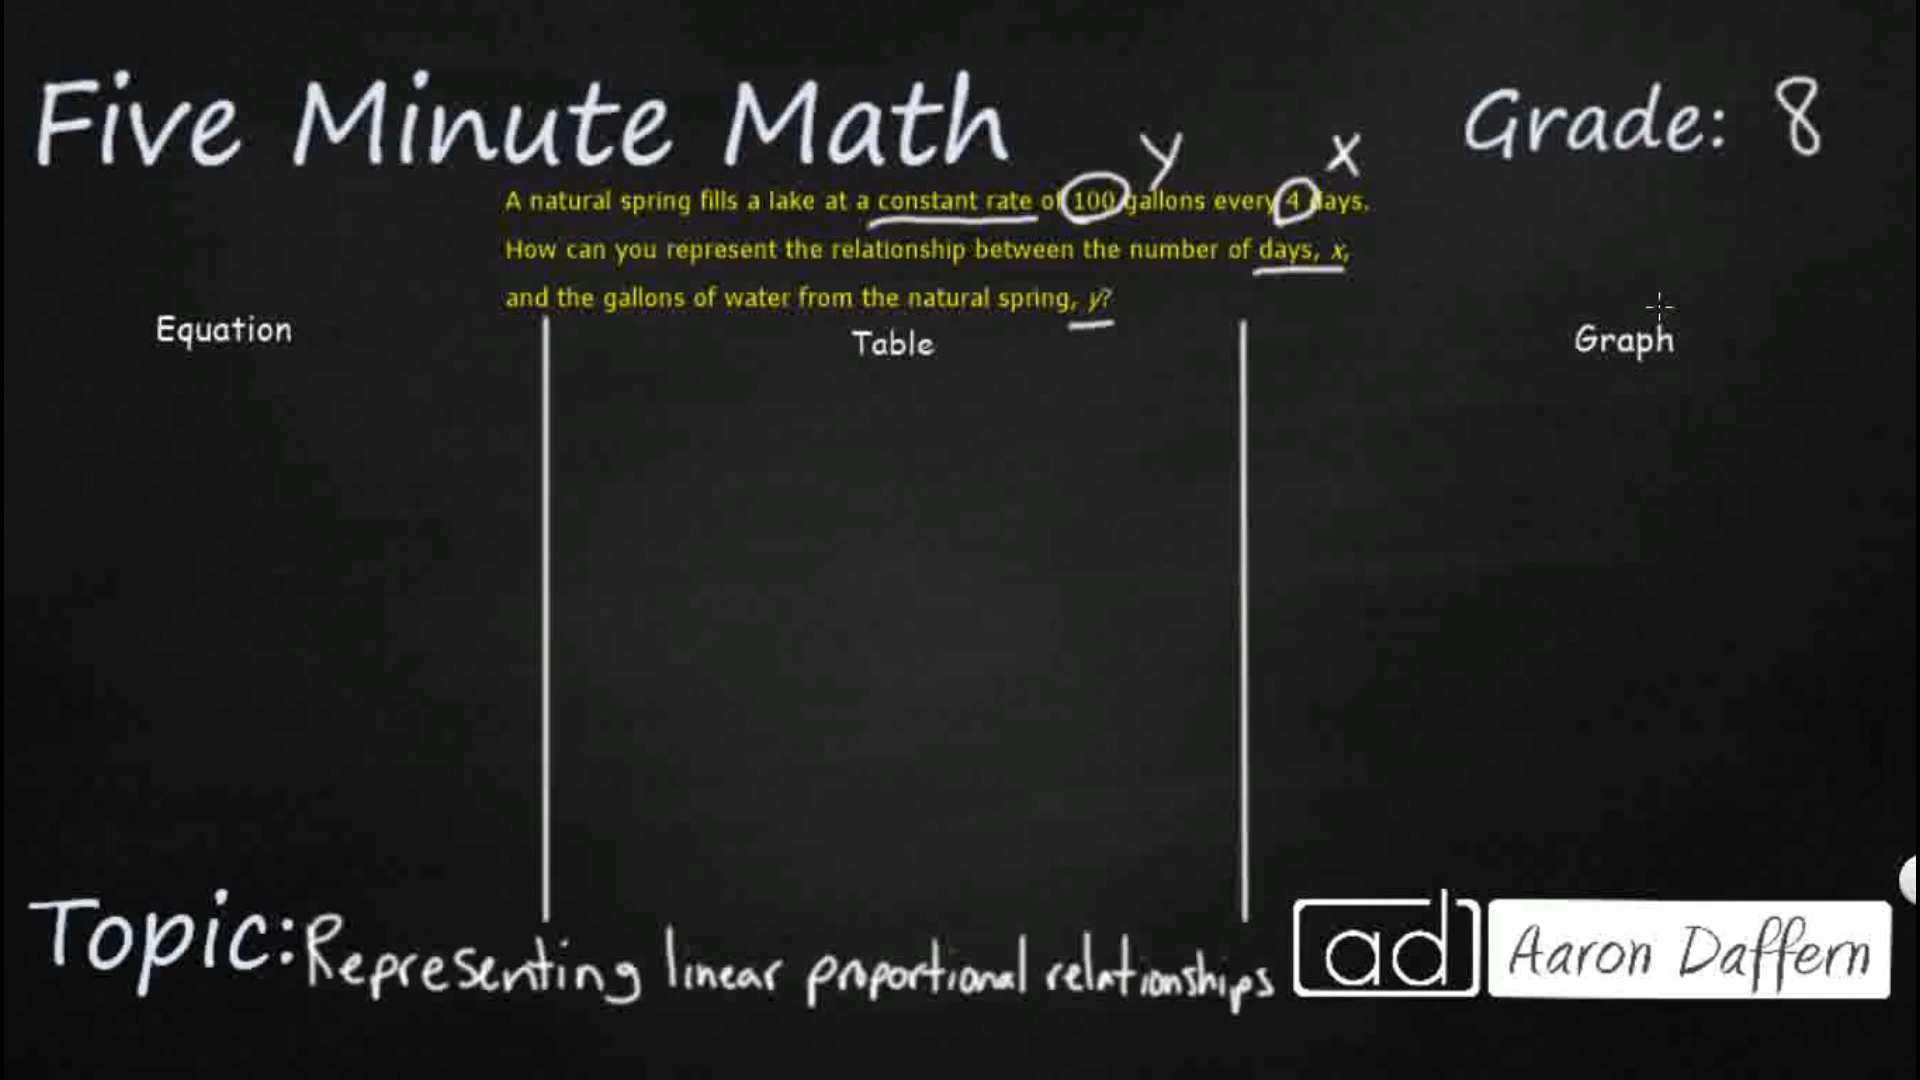 Five Minute Math
Grade: 8
y x
A natural spring fills a lake at a constant rate of 100 gallons every 4 days.
How can you represent the relationship between the number of days, x,
and the gallons of water from the natural spring, y?
Equation
Table
Graph
Topic: Representing linear proportional relationships
ad Aaron Daffern